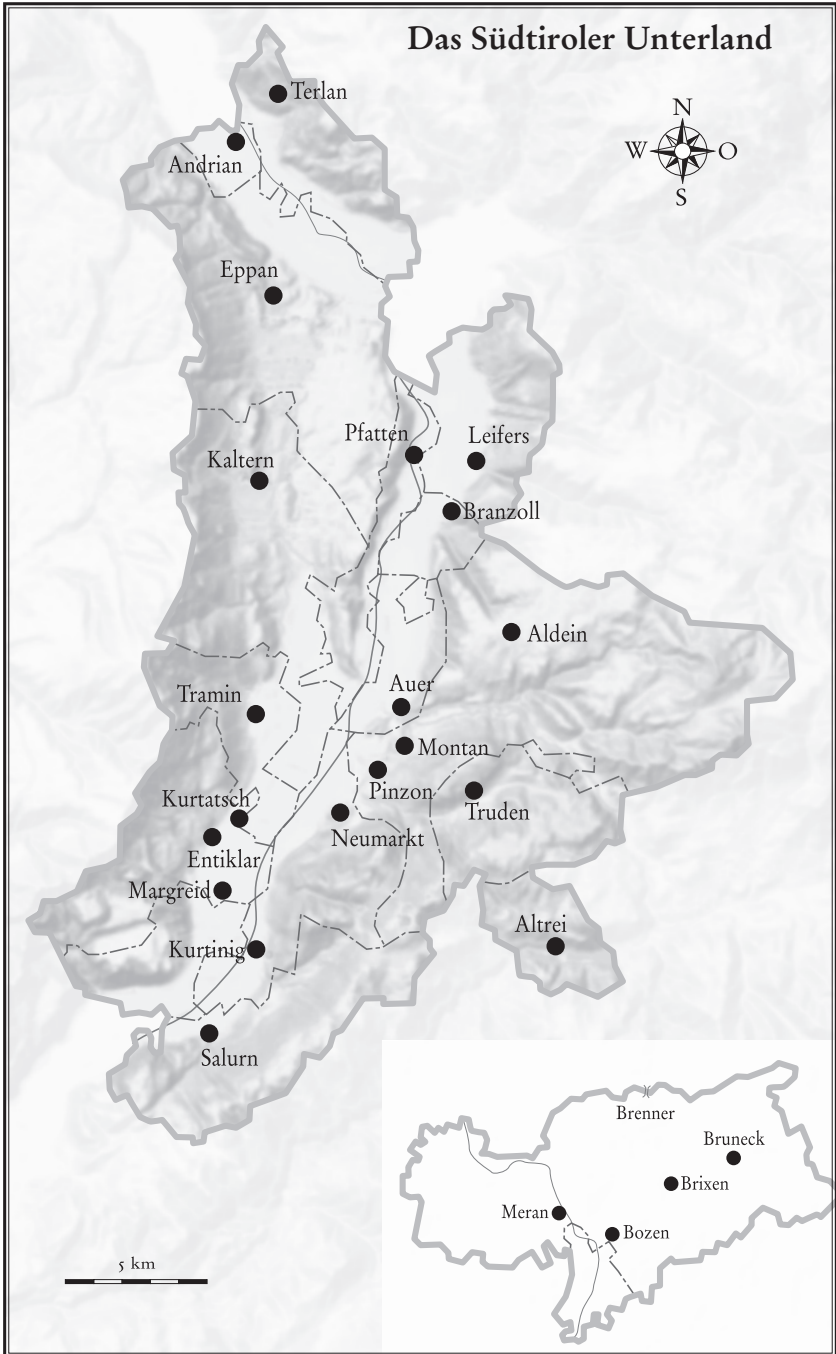 Das Südtiroler Unterland
N
W
O
S
Terlan
Andrian
Eppan
Pfatten
Leifers
Kaltern
Branzoll
Aldein
Tramin
Auer
Montan
Pinzon
Truden
Kurtatsch
Neumarkt
Entiklar
Margreid
Altrei
Kurtinig
Salurn
Brenner
Bruneck
Brixen
Meran
Bozen
5 km